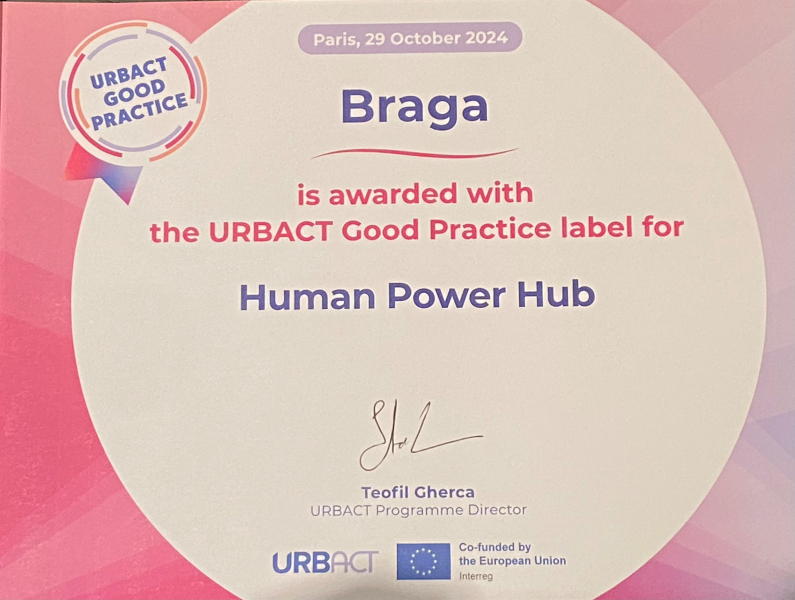 Paris, 29 October 2024
URBACT
GOOD
PRACTICE
Braga
is awarded with
the URBACT Good Practice label for
Human Power Hub
Teofil Gherca
URBACT Programme Director
URBACT
Co-funded by
the European Union
Interreg